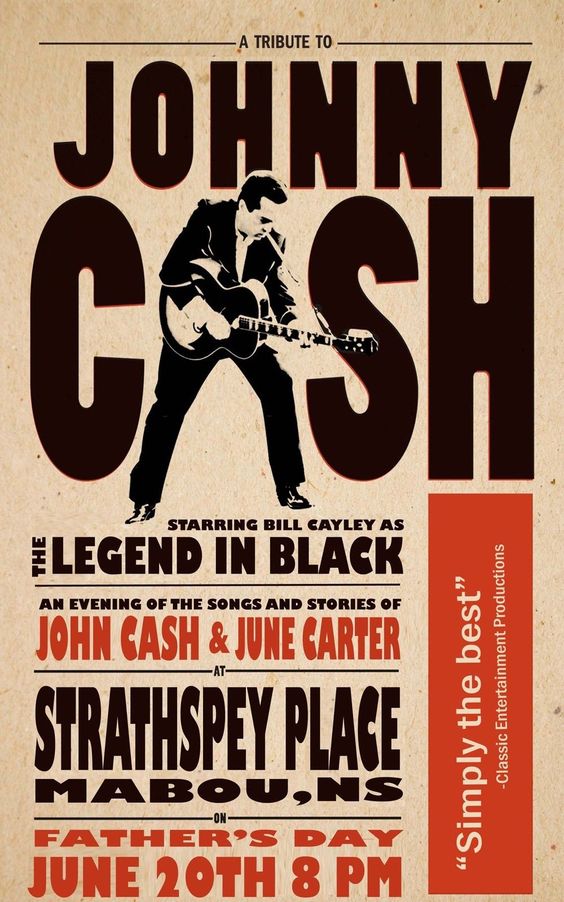 A TRIBUTE TO
JOHNNY
CASH
STARRING BILL CAYLEY AS
THE LEGEND IN BLACK
AN EVENING OF THE SONGS AND STORIES OF
JOHN CASH & JUNE CARTER
AT
STRATHSPEY PLACE
MABOU, NS
ON
FATHER'S DAY
JUNE 20TH 8 PM
“Simply the best”
-Classic Entertainment Productions